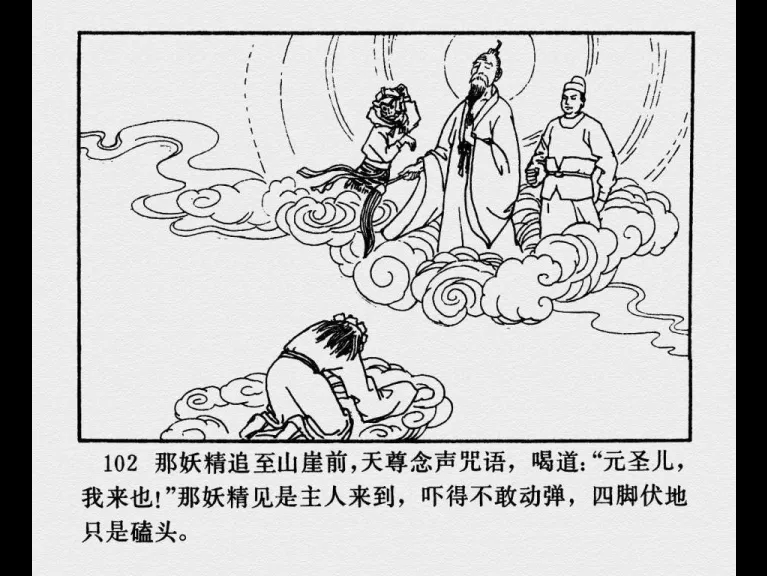 102 那妖精追至山崖前，天尊念声咒语，喝道：“元圣儿，
我来也！”那妖精见是主人来到，吓得不敢动弹，四脚伏地
只是磕头。